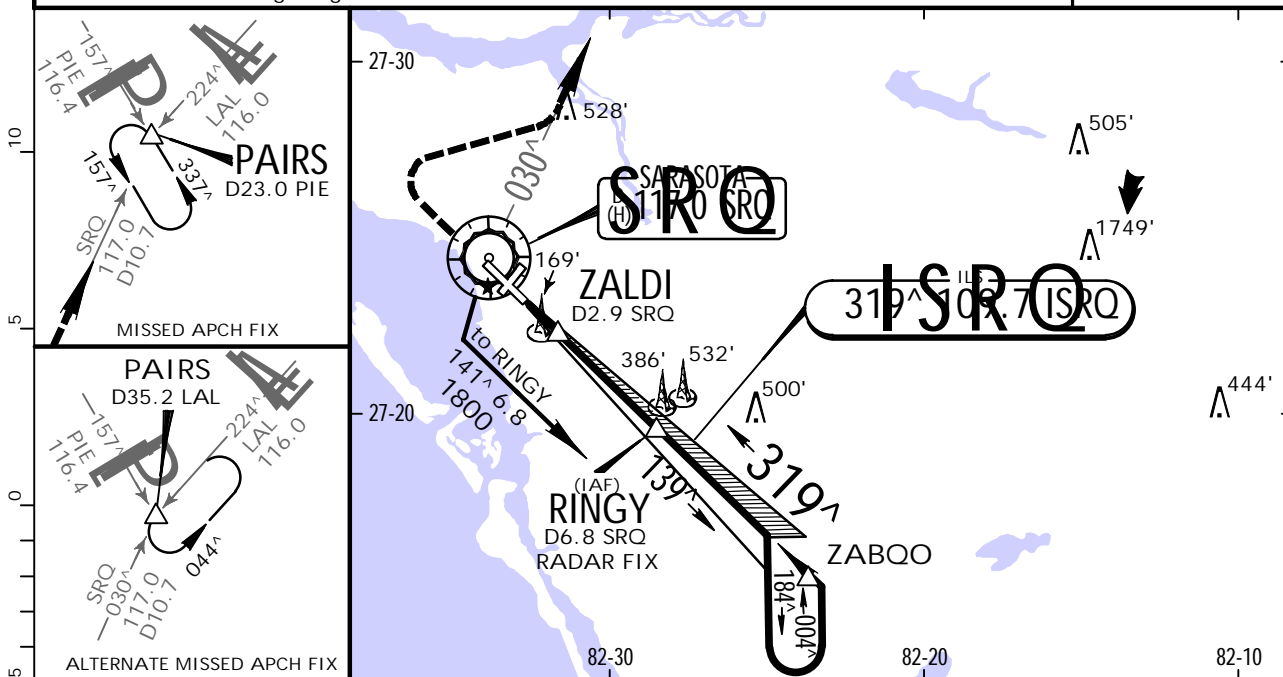 157^
PIE
116.4
224^
LAL
116.0
PAIRS
D23.0 PIE
157^
337^
SRQ
117.0
D10.7
MISSED APCH FIX
PAIRS
D35.2 LAL
157^
PIE
116.4
224^
LAL
116.0
044^
SRQ
030^
117.0
D10.7
ALTERNATE MISSED APCH FIX
10
5
0
5
27-30
528'
505'
030^
SARASOTA
(H) 117.0 SRQ
SRQ
1749'
169'
ZALDI
D2.9 SRQ
ILS
319^ 109.7 ISRQ
ISRQ
to RINGY
141^ 6.8
1800
386'
532'
500'
444'
27-20
319^
139^
(IAF)
RINGY
D6.8 SRQ
RADAR FIX
ZABQO
184^
004^
82-30
82-20
82-10